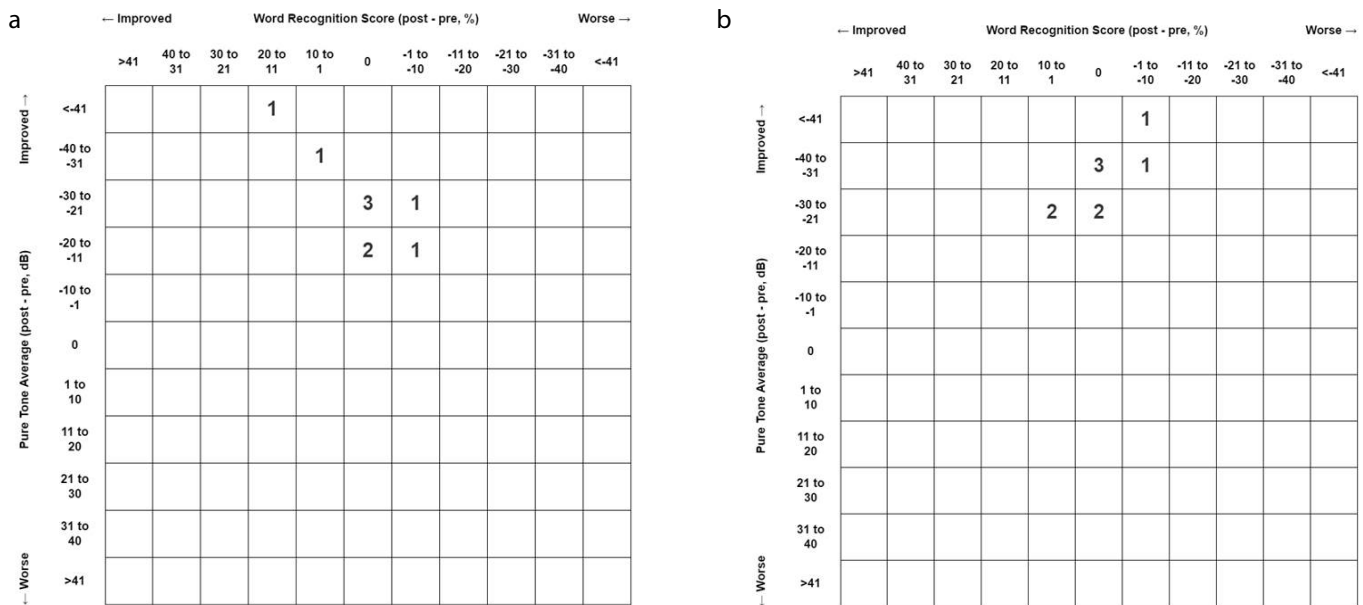 a
← Improved Word Recognition Score (post - pre, %) Worse →
>41 40 to 31 30 to 21 20 to 11 10 to 1 0 -1 to -10 -11 to -20 -21 to -30 -31 to -40 <-41
Improved →
Pure Tone Average (post - pre, dB)
← Worse
<-41 1
-40 to -31 1
-30 to -21 3 1
-20 to -11 2 1
-10 to -1
0
1 to 10
11 to 20
21 to 30
31 to 40
>41
b
← Improved Word Recognition Score (post - pre, %) Worse →
>41 40 to 31 30 to 21 20 to 11 10 to 1 0 -1 to -10 -11 to -20 -21 to -30 -31 to -40 <-41
Improved →
Pure Tone Average (post - pre, dB)
← Worse
<-41 1
-40 to -31 3 1
-30 to -21 2 2
-20 to -11
-10 to -1
0
1 to 10
11 to 20
21 to 30
31 to 40
>41